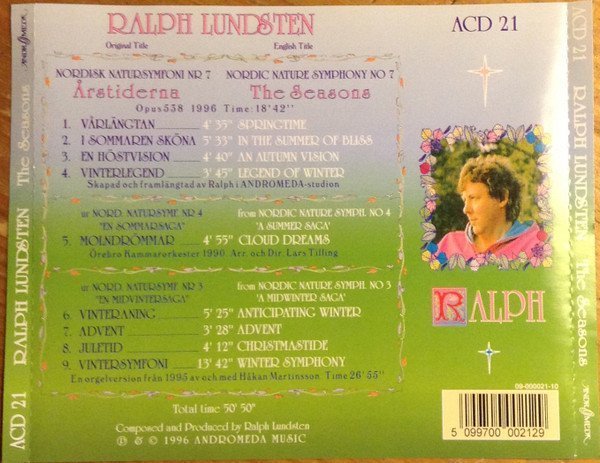 RALPH LUNDSTEN
ACD 21
Original Title English Title
NORDISK NATURSYMFONI NR 7 NORDIC NATURE SYMPHONY NO 7
Årstiderna The Seasons
Opus 538 1996 Time: 18'42"
1. VÅRLÄNGTAN 4' 35" SPRINGTIME
2. I SOMMAREN SKÖNA 5' 33" IN THE SUMMER OF BLISS
3. EN HÖSTVISION 4' 40" AN AUTUMN VISION
4. VINTERLEGEND 3' 45" LEGEND OF WINTER
Skapad och framlängtad av Ralph i ANDROMEDA-studion
ur NORD. NATURSYMF NR 4 from NORDIC NATURE SYMPH. NO 4
"EN SOMMARSAGA" "A SUMMER SAGA"
5. MOLNDRÖMMAR 4' 55" CLOUD DREAMS
Örebro Kammarorkester 1990. Arr. och Dir. Lars Tilling
ur NORD. NATURSYMF NR 3 from NORDIC NATURE SYMPH. NO 3
"EN MIDVINTERSAGA" "A MIDWINTER SAGA"
6. VINTERANING 5' 25" ANTICIPATING WINTER
7. ADVENT 3' 28" ADVENT
8. JULETID 4' 12" CHRISTMASTIDE
9. VINTERSYMFONI 13' 42" WINTER SYMPHONY
En orgelversion från 1995 av och med Håkan Martinsson. Time 26' 55"
Total time 50' 50"
Composed and Produced by Ralph Lundsten
℗ & © 1996 ANDROMEDA MUSIC
RALPH
09-000021-10
5 099700 002129
ACD 21 RALPH LUNDSTEN The Seasons ANDROMEDA
ACD 21 RALPH LUNDSTEN The Seasons ANDROMEDA